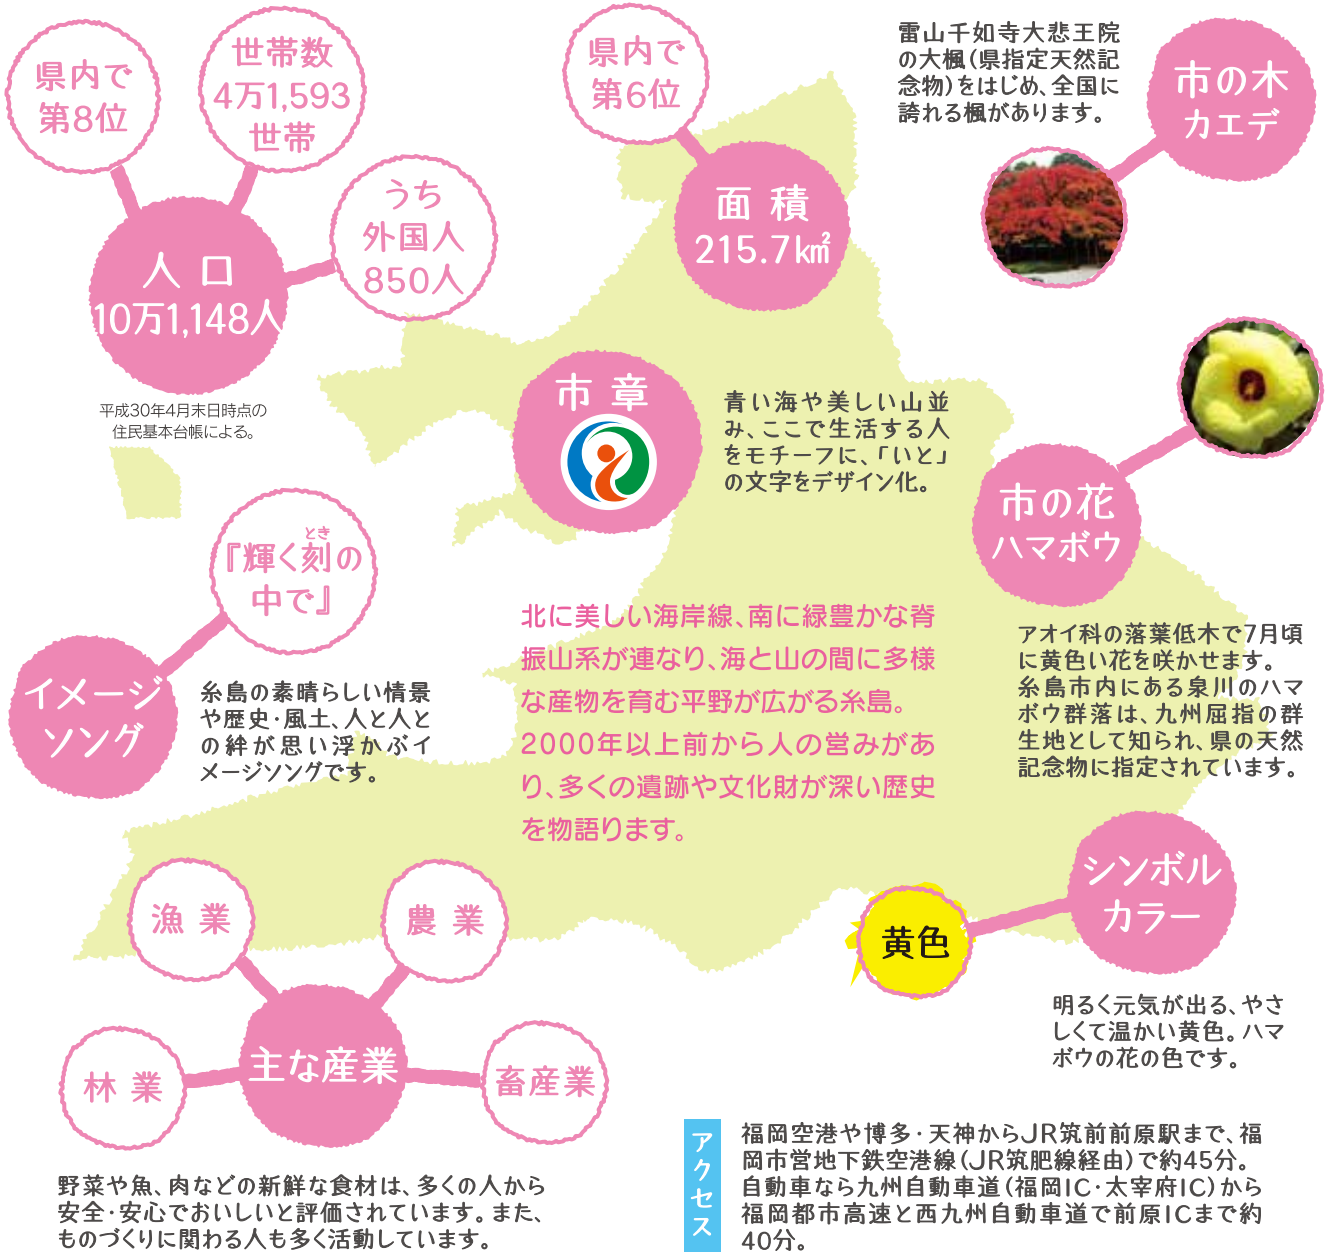 県内で
第8位
世帯数
4万1,593
世帯
うち
外国人
850人
人口
10万1,148人
平成30年4月末日時点の
住民基本台帳による。
県内で
第6位
面積
215.7㎢
雷山千如寺大悲王院
の大楓(県指定天然記
念物)をはじめ、全国に
誇れる楓があります。
市の木
カエデ
市章
青い海や美しい山並
み、ここで生活する人
をモチーフに、「いと」
の文字をデザイン化。
市の花
ハマボウ
アオイ科の落葉低木で7月頃
に黄色い花を咲かせます。
糸島市内にある泉川のハマ
ボウ群落は、九州屈指の群
生地として知られ、県の天然
記念物に指定されています。
とき
『輝く刻の
中で』
イメージ
ソング
糸島の素晴らしい情景
や歴史・風土、人と人と
の絆が思い浮かぶイ
メージソングです。
北に美しい海岸線、南に緑豊かな脊
振山系が連なり、海と山の間に多様
な産物を育む平野が広がる糸島。
2000年以上前から人の営みがあ
り、多くの遺跡や文化財が深い歴史
を物語ります。
シンボル
カラー
黄色
明るく元気が出る、やさ
しくて温かい黄色。ハマ
ボウの花の色です。
漁業
農業
林業
畜産業
主な産業
野菜や魚、肉などの新鮮な食材は、多くの人から
安全・安心でおいしいと評価されています。また、
ものづくりに関わる人も多く活動しています。
アクセス
福岡空港や博多・天神からJR筑前前原駅まで、福
岡市営地下鉄空港線(JR筑肥線経由)で約45分。
自動車なら九州自動車道(福岡IC・太宰府IC)から
福岡都市高速と西九州自動車道で前原ICまで約
40分。